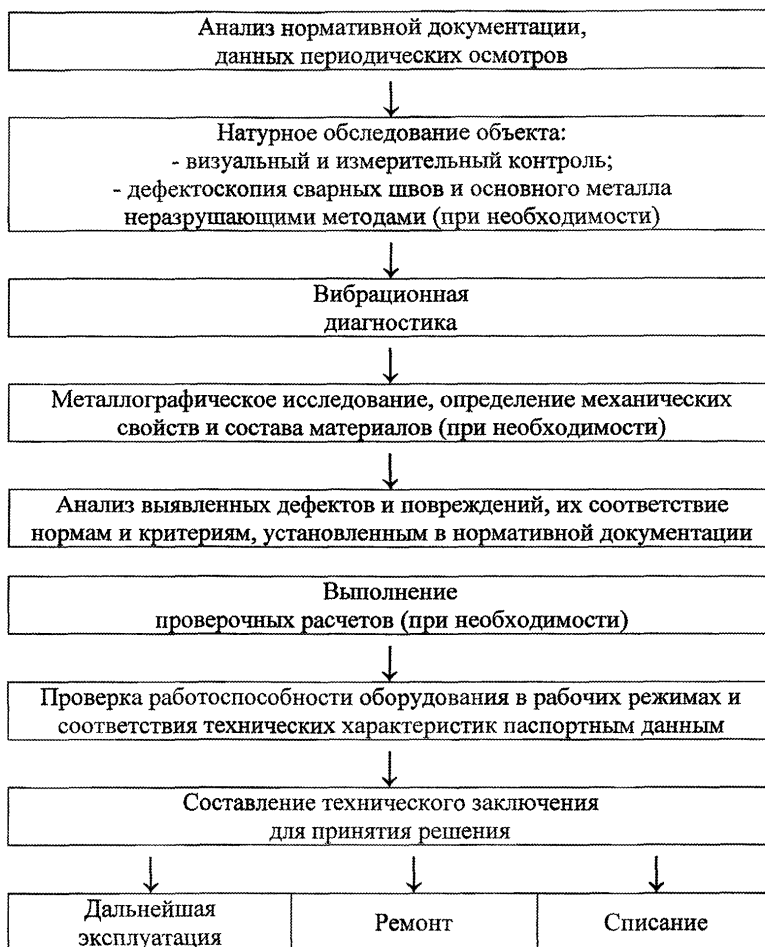 Анализ нормативной документации,
данных периодических осмотров
Натурное обследование объекта:
- визуальный и измерительный контроль;
- дефектоскопия сварных швов и основного металла
неразрушающими методами (при необходимости)
Вибрационная
диагностика
Металлографическое исследование, определение механических
свойств и состава материалов (при необходимости)
Анализ выявленных дефектов и повреждений, их соответствие
нормам и критериям, установленным в нормативной документации
Выполнение
проверочных расчетов (при необходимости)
Проверка работоспособности оборудования в рабочих режимах и
соответствия технических характеристик паспортным данным
Составление технического заключения
для принятия решения
Дальнейшая
эксплуатация
Ремонт
Списание